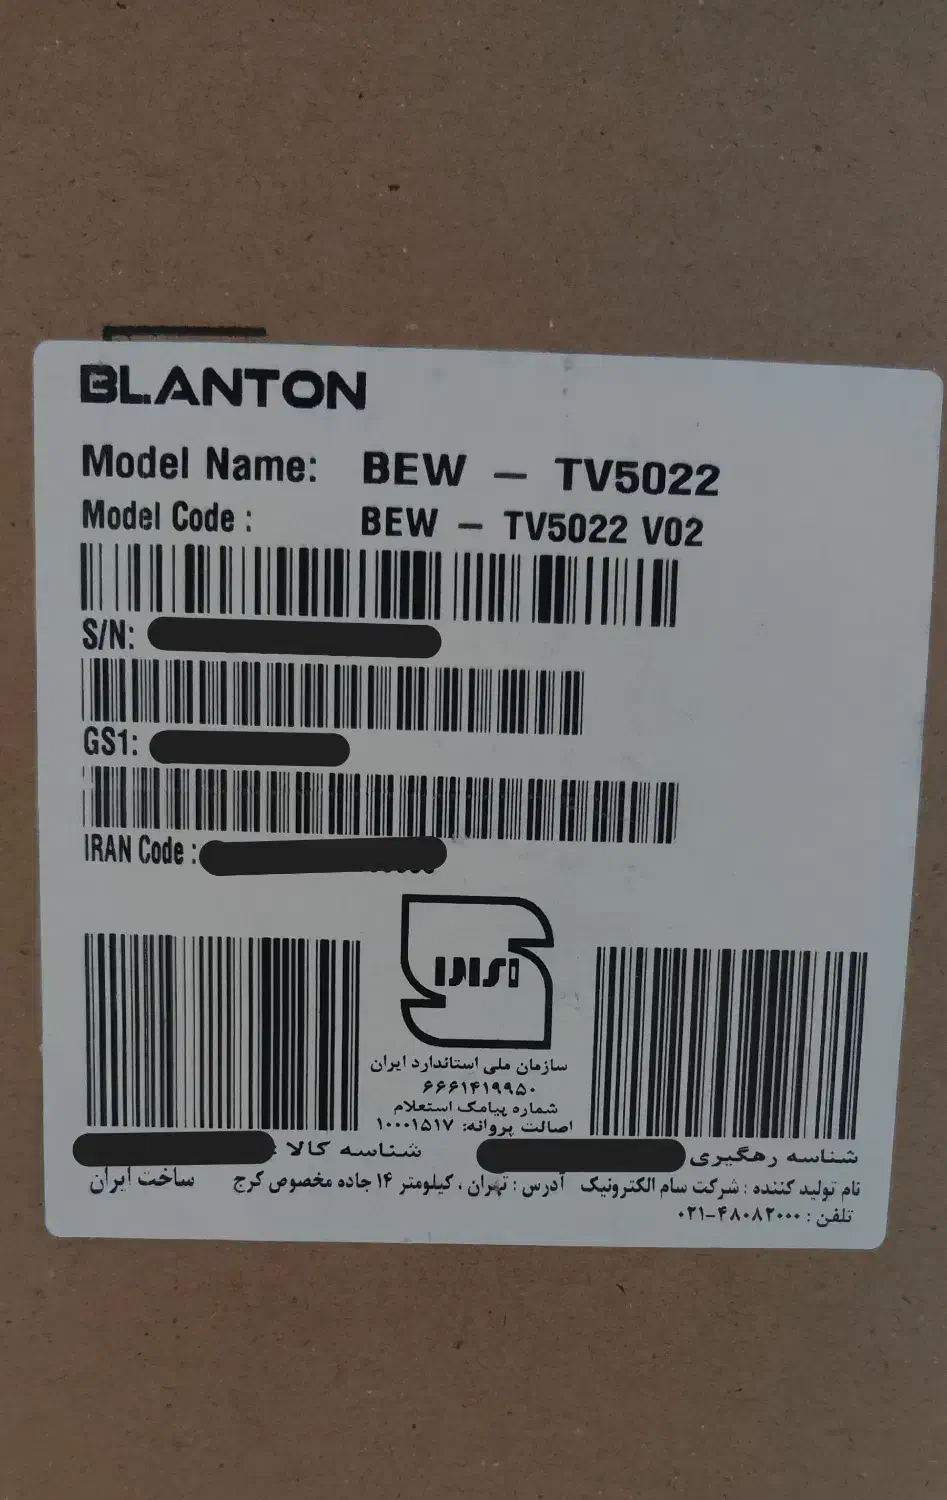 BLANTON
Model Name: BEW – TV5022
Model Code : BEW – TV5022 V02
S/N:
GS1:
IRAN Code :
سازمان ملی استاندارد ایران
۶۶۶۱۴۱۹۹۵۰
شماره پیامک استعلام
اصالت پروانه: ۱۰۰۰۱۵۱۷
شناسه کالا :
شناسه رهگیری
نام تولید کننده : شرکت سام الکترونیک آدرس : تهران ، کیلومتر ۱۴ جاده مخصوص کرج ساخت ایران
تلفن : ۰۲۱-۴۸۰۸۲۰۰۰